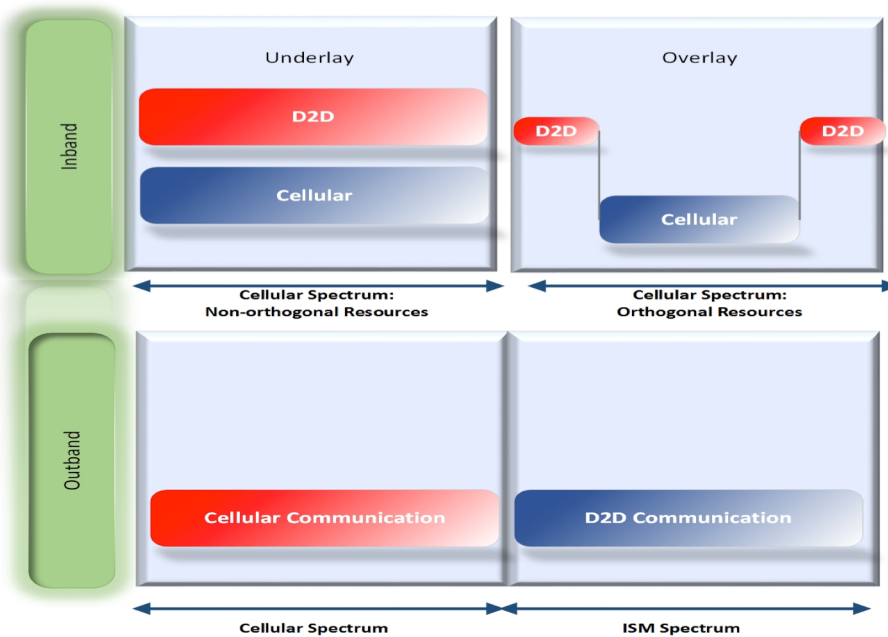 Inband
Underlay
D2D
Cellular
Cellular Spectrum:
Non-orthogonal Resources
Overlay
D2D
D2D
Cellular
Cellular Spectrum:
Orthogonal Resources
Outband
Cellular Communication
D2D Communication
Cellular Spectrum
ISM Spectrum